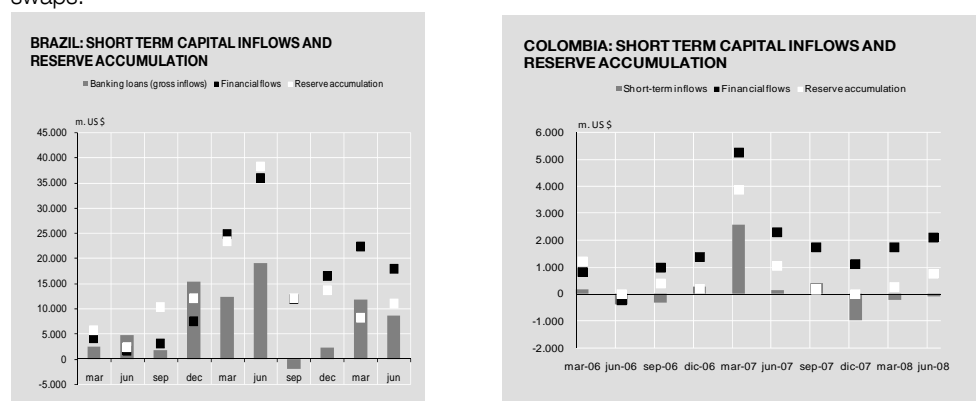 swaps.
BRAZIL: SHORT TERM CAPITAL INFLOWS AND
RESERVE ACCUMULATION
Banking loans (gross inflows) Financial flows Reserve accumulation
m. US $
45.000
40.000
35.000
30.000
25.000
20.000
15.000
10.000
5.000
0
-5.000
mar jun sep dec mar jun sep dec mar jun
COLOMBIA: SHORT TERM CAPITAL INFLOWS AND
RESERVE ACCUMULATION
Short-term inflows Financial flows Reserve accumulation
m. US $
6.000
5.000
4.000
3.000
2.000
1.000
0
-1.000
-2.000
mar-06 jun-06 sep-06 dic-06 mar-07 jun-07 sep-07 dic-07 mar-08 jun-08